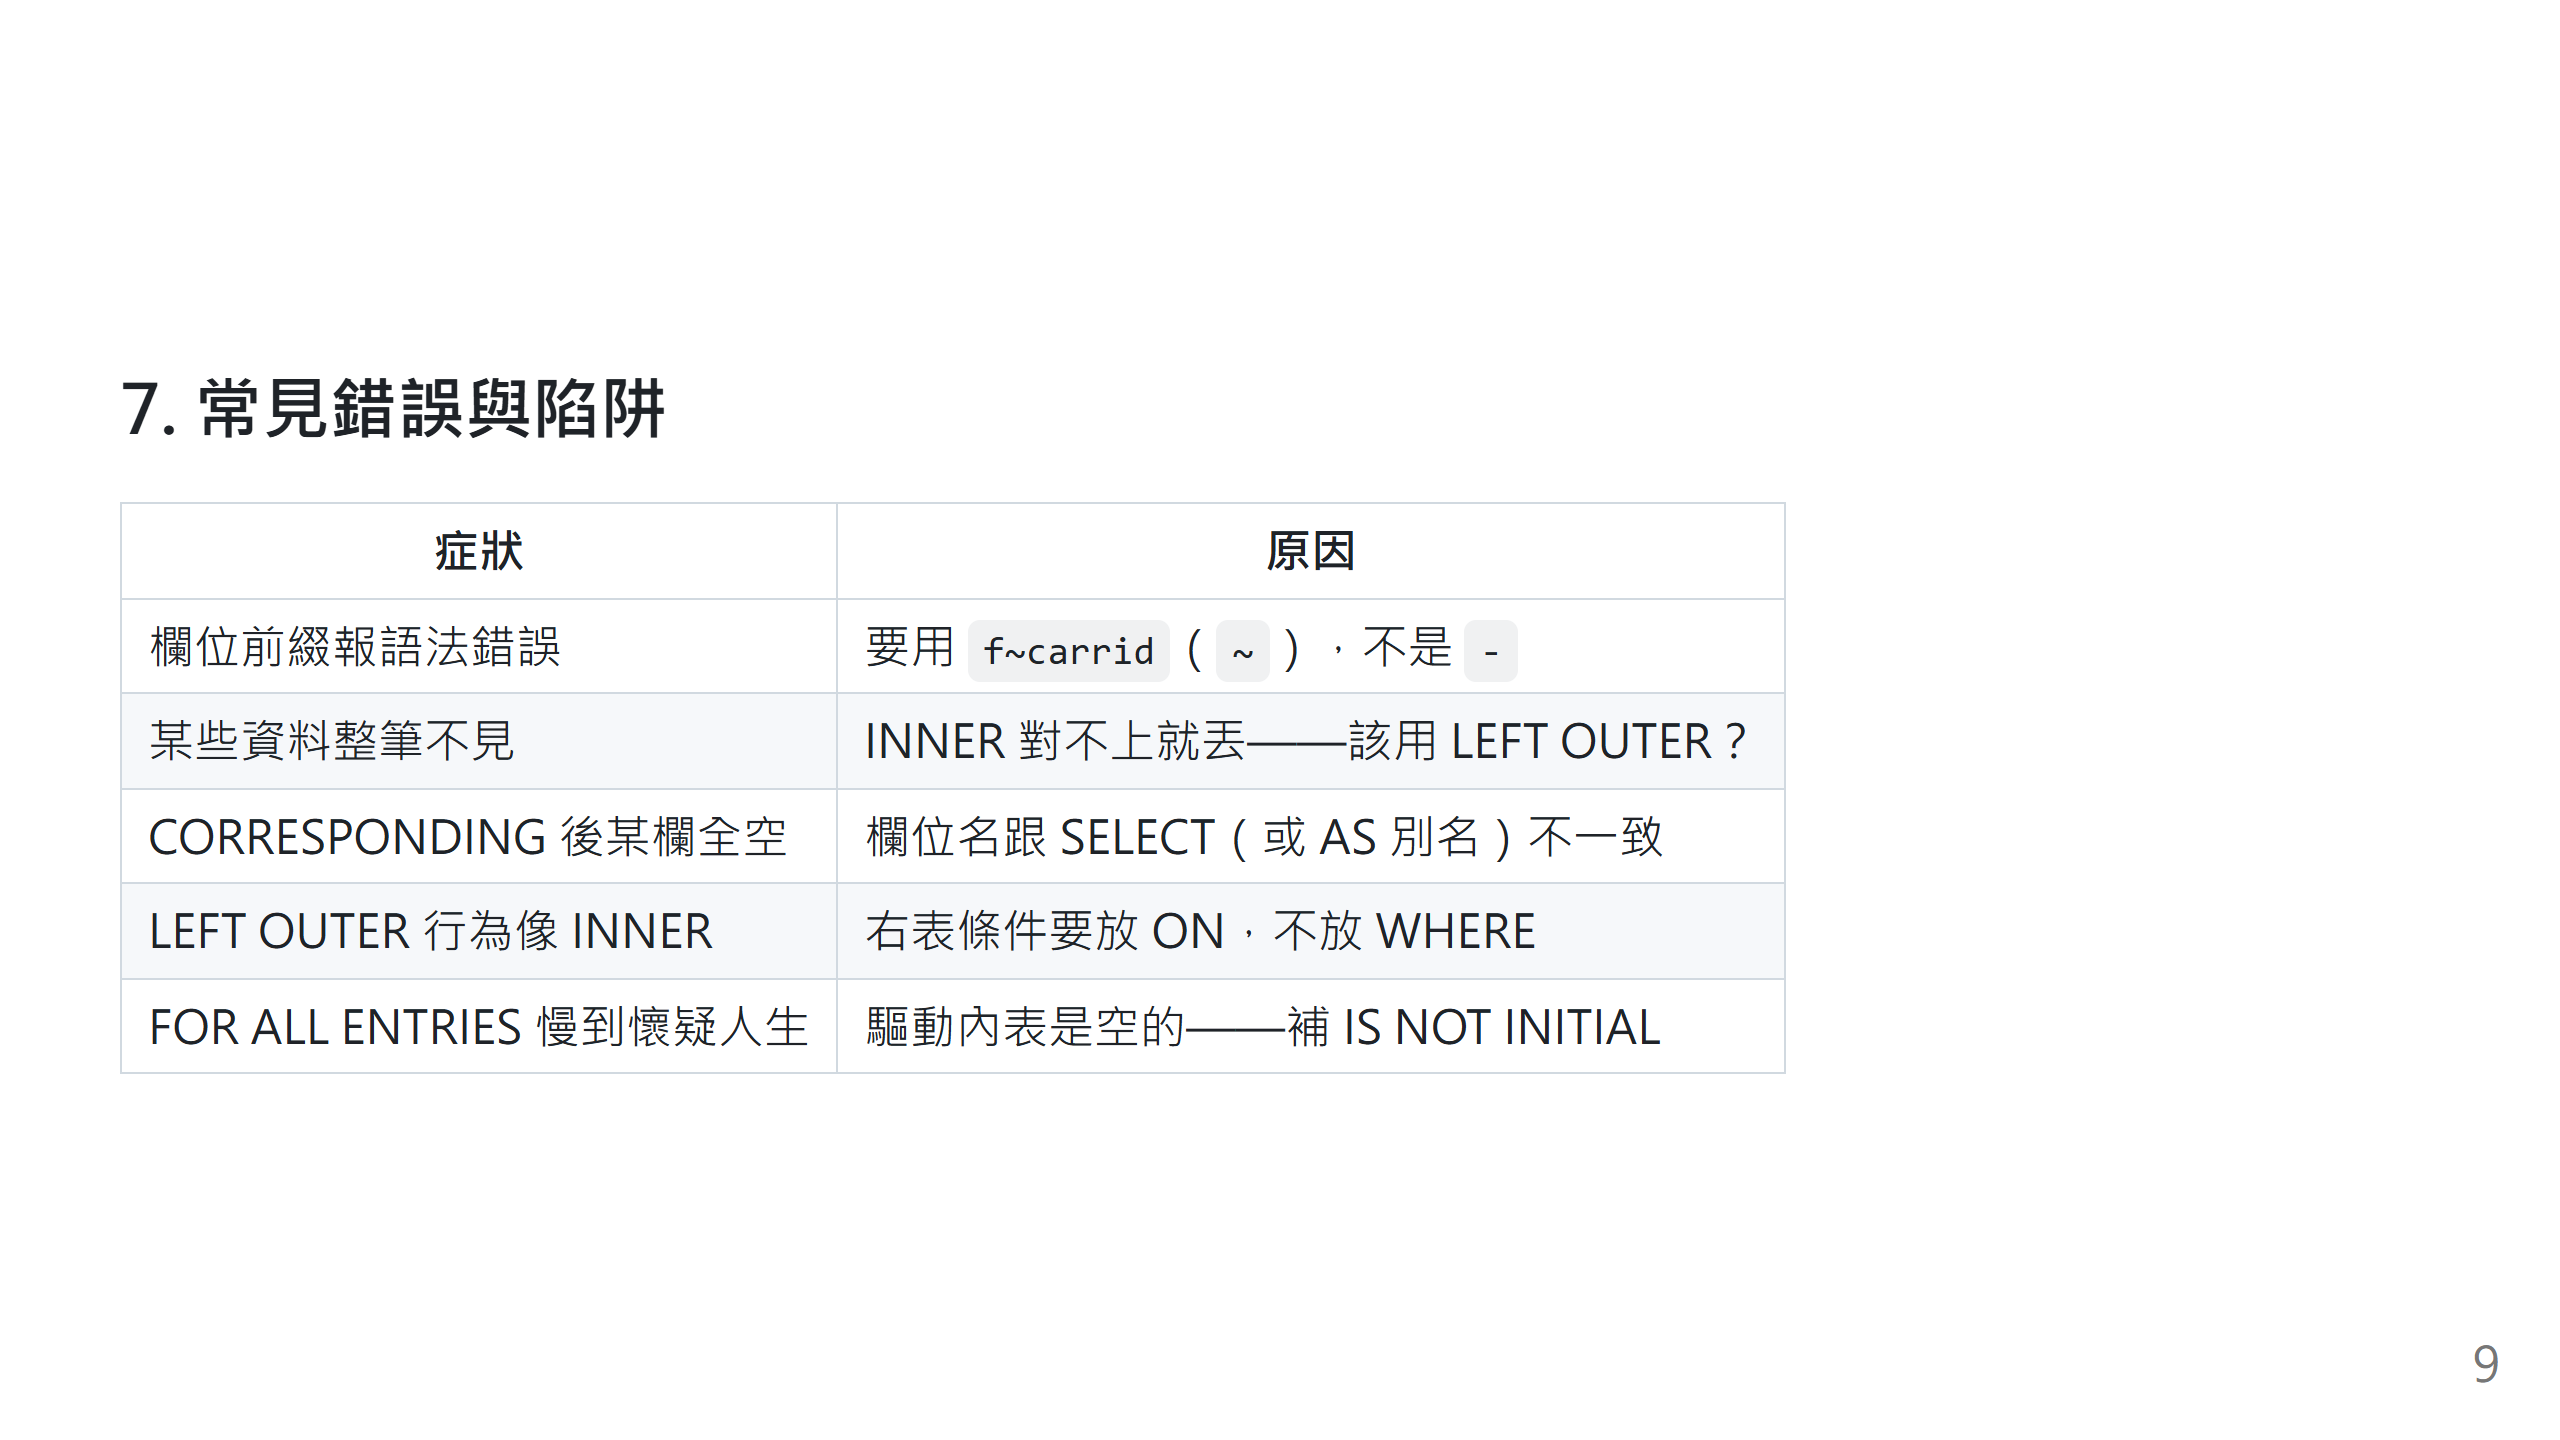 7. 常見錯誤與陷阱
症狀 原因
欄位前綴報語法錯誤 要用 f~carrid（~），不是 -
某些資料整筆不見 INNER 對不上就丟——該用 LEFT OUTER？
CORRESPONDING 後某欄全空 欄位名跟 SELECT（或 AS 別名）不一致
LEFT OUTER 行為像 INNER 右表條件要放 ON，不放 WHERE
FOR ALL ENTRIES 慢到懷疑人生 驅動內表是空的——補 IS NOT INITIAL
9